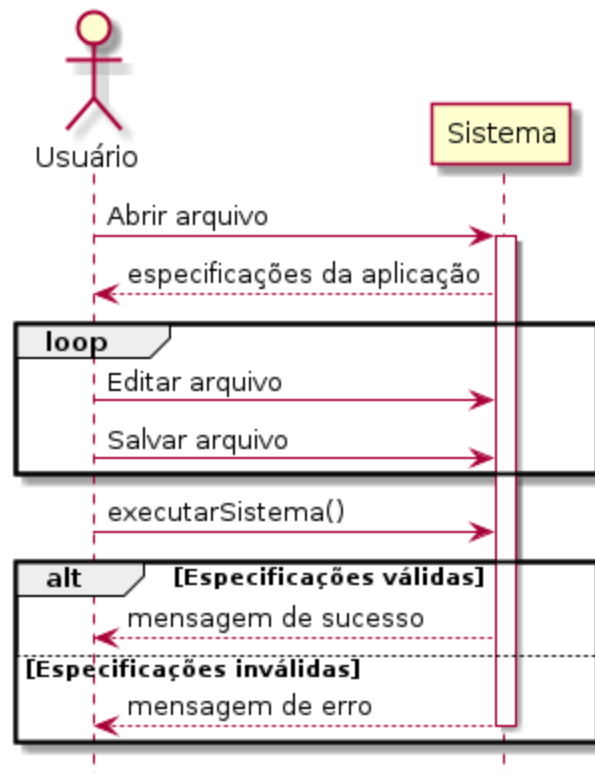 Usuário
Sistema
Abrir arquivo
especificações da aplicação
loop
Editar arquivo
Salvar arquivo
executarSistema()
alt [Especificações válidas]
mensagem de sucesso
[Especificações inválidas]
mensagem de erro